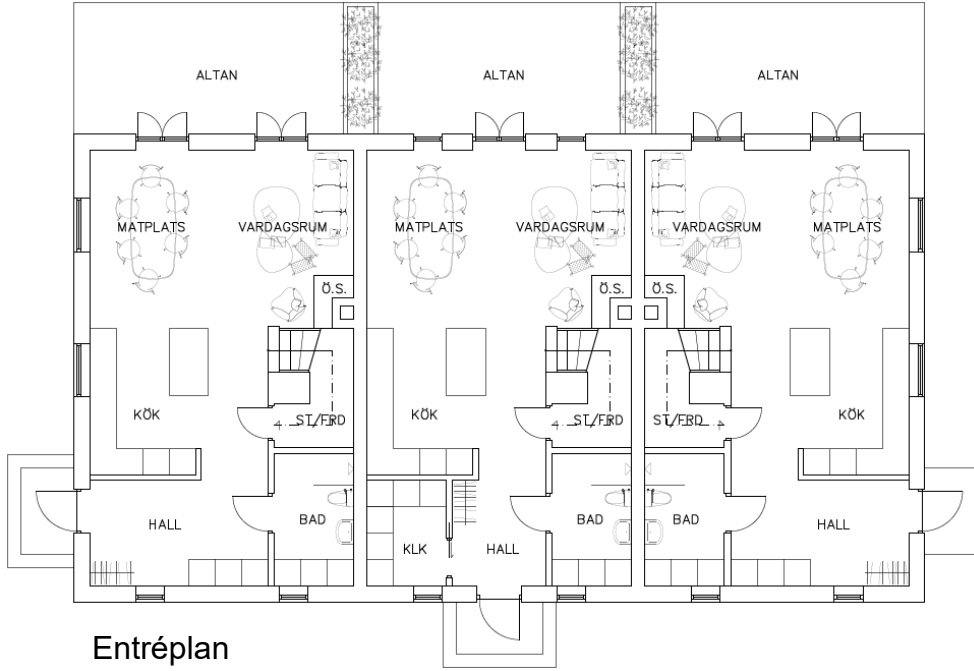 ALTAN ALTAN ALTAN
MATPLATS VARDAGSRUM MATPLATS VARDAGSRUM VARDAGSRUM MATPLATS
Ö.S. Ö.S. Ö.S.
KÖK ST/FRD KÖK ST/FRD ST/FRD KÖK
HALL BAD KLK HALL BAD BAD HALL
Entréplan